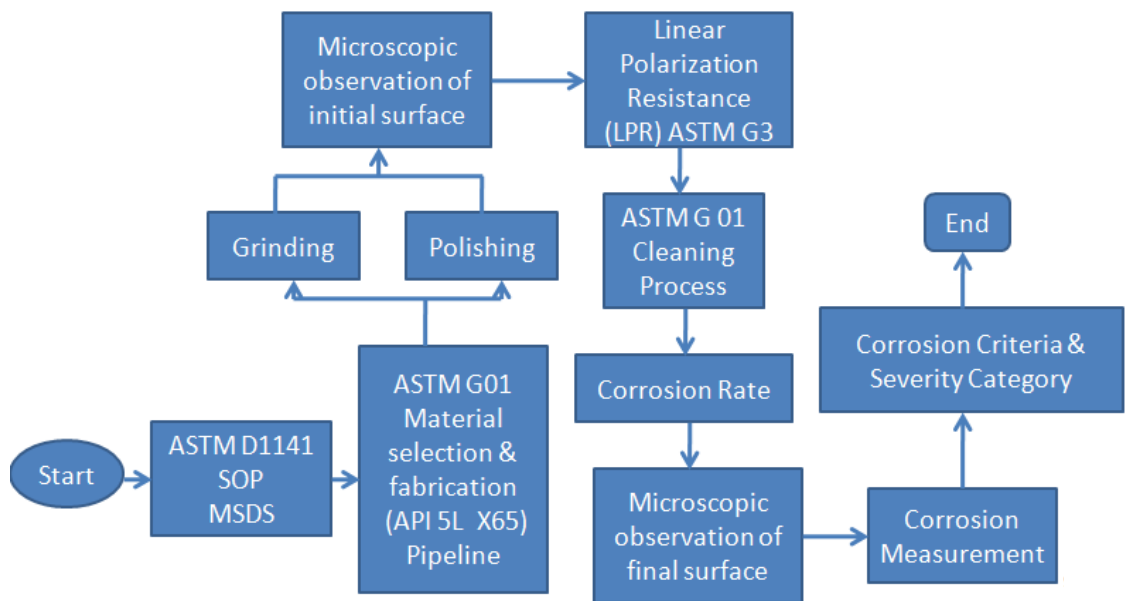 Start
ASTM D1141
SOP
MSDS
ASTM G01
Material
selection &
fabrication
(API 5L X65)
Pipeline
Grinding
Polishing
Microscopic
observation of
initial surface
Linear
Polarization
Resistance
(LPR) ASTM G3
ASTM G 01
Cleaning
Process
Corrosion Rate
Microscopic
observation of
final surface
Corrosion
Measurement
Corrosion Criteria &
Severity Category
End